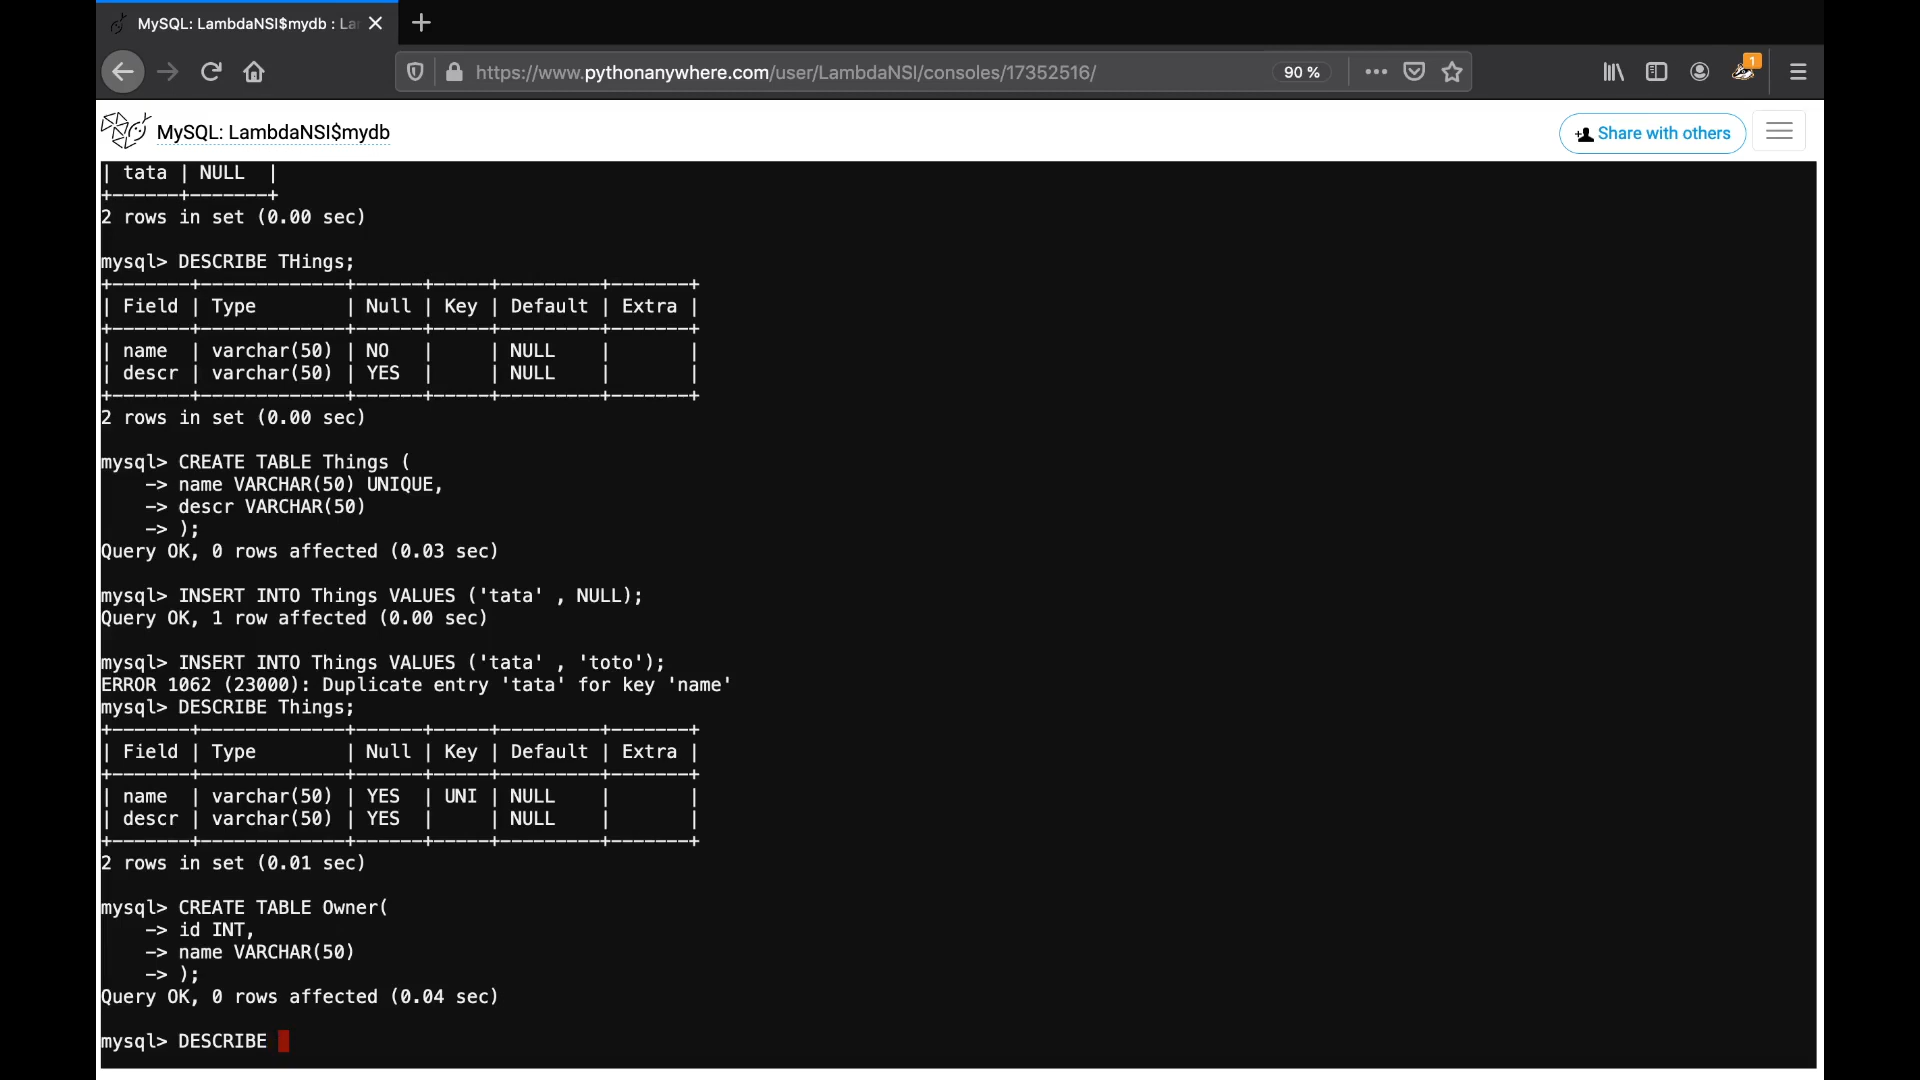 MySQL: LambdaNSI$mydb : La
https://www.pythonanywhere.com/user/LambdaNSI/consoles/17352516/
90 %
1
MySQL: LambdaNSI$mydb
Share with others
| tata | NULL  |
+------+-------+
2 rows in set (0.00 sec)
mysql> DESCRIBE THings;
+-------+-------------+------+-----+---------+-------+
| Field | Type        | Null | Key | Default | Extra |
+-------+-------------+------+-----+---------+-------+
| name  | varchar(50) | NO   |     | NULL    |       |
| descr | varchar(50) | YES  |     | NULL    |       |
+-------+-------------+------+-----+---------+-------+
2 rows in set (0.00 sec)
mysql> CREATE TABLE Things (
    -> name VARCHAR(50) UNIQUE,
    -> descr VARCHAR(50)
    -> );
Query OK, 0 rows affected (0.03 sec)
mysql> INSERT INTO Things VALUES ('tata' , NULL);
Query OK, 1 row affected (0.00 sec)
mysql> INSERT INTO Things VALUES ('tata' , 'toto');
ERROR 1062 (23000): Duplicate entry 'tata' for key 'name'
mysql> DESCRIBE Things;
+-------+-------------+------+-----+---------+-------+
| Field | Type        | Null | Key | Default | Extra |
+-------+-------------+------+-----+---------+-------+
| name  | varchar(50) | YES  | UNI | NULL    |       |
| descr | varchar(50) | YES  |     | NULL    |       |
+-------+-------------+------+-----+---------+-------+
2 rows in set (0.01 sec)
mysql> CREATE TABLE Owner(
    -> id INT,
    -> name VARCHAR(50)
    -> );
Query OK, 0 rows affected (0.04 sec)
mysql> DESCRIBE